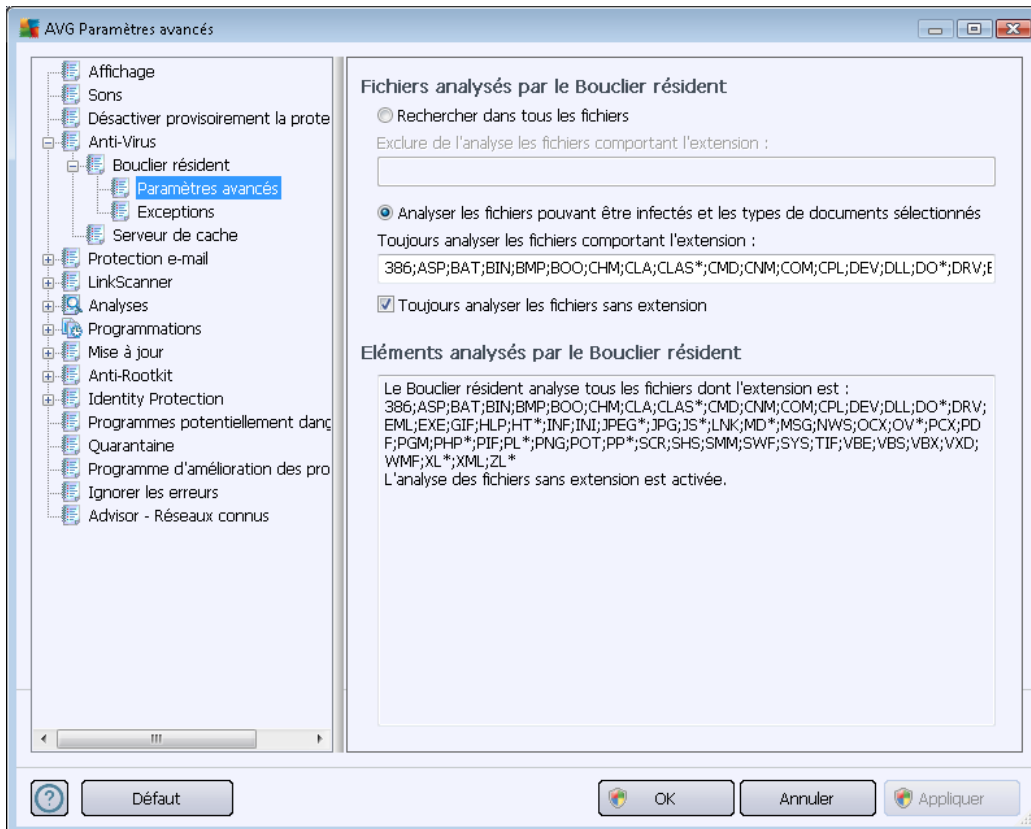 AVG Paramètres avancés
Affichage
Sons
Désactiver provisoirement la prote
Anti-Virus
Bouclier résident
Paramètres avancés
Exceptions
Serveur de cache
Protection e-mail
LinkScanner
Analyses
Programmations
Mise à jour
Anti-Rootkit
Identity Protection
Programmes potentiellement dang
Quarantaine
Programme d'amélioration des pro
Ignorer les erreurs
Advisor - Réseaux connus
Fichiers analysés par le Bouclier résident
Rechercher dans tous les fichiers
Exclure de l'analyse les fichiers comportant l'extension :
Analyser les fichiers pouvant être infectés et les types de documents sélectionnés
Toujours analyser les fichiers comportant l'extension :
386;ASP;BAT;BIN;BMP;BOO;CHM;CLA;CLAS*;CMD;CNM;COM;CPL;DEV;DLL;DO*;DRV;E
Toujours analyser les fichiers sans extension
Eléments analysés par le Bouclier résident
Le Bouclier résident analyse tous les fichiers dont l'extension est :
386;ASP;BAT;BIN;BMP;BOO;CHM;CLA;CLAS*;CMD;CNM;COM;CPL;DEV;DLL;DO*;DRV;
EML;EXE;GIF;HLP;HT*;INF;INI;JPEG*;JPG;JS*;LNK;MD*;MSG;NWS;OCX;OV*;PCX;PD
F;PGM;PHP*;PIF;PL*;PNG;POT;PP*;SCR;SHS;SMM;SWF;SYS;TIF;VBE;VBS;VBX;VXD;
WMF;XL*;XML;ZL*
L'analyse des fichiers sans extension est activée.
Défaut
OK
Annuler
Appliquer